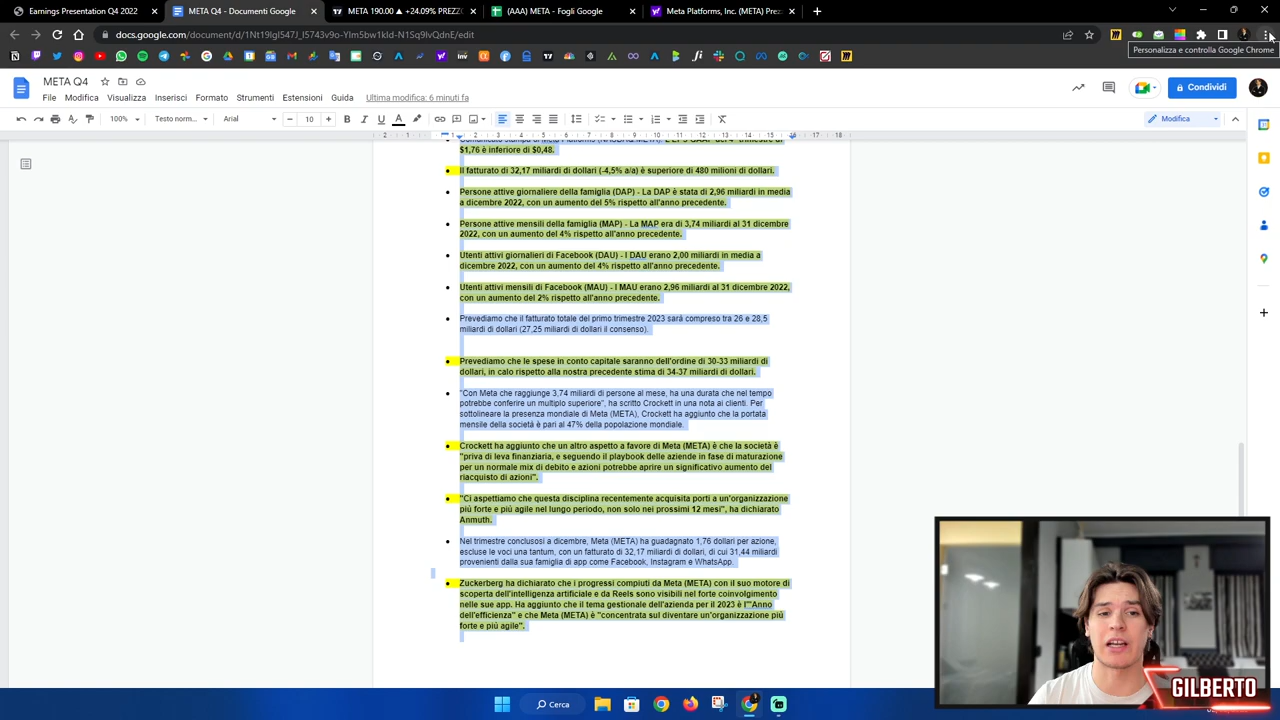 Earnings Presentation Q4 2022
META Q4 - Documenti Google
META 190.00 ▲ +24.09% PREZZO
(AAA) META - Fogli Google
Meta Platforms, Inc. (META) Prez
docs.google.com/document/d/1Nt19lgI547J_I5743v9o-YIm5bw1kId-N1Sq9lvQdnE/edit
Personalizza e controlla Google Chrome
META Q4
File Modifica Visualizza Inserisci Formato Strumenti Estensioni Guida Ultima modifica: 6 minuti fa
Condividi
100% Testo norm... Arial 10
Modifica
2 1 1 2 3 4 5 6 7 8 9 10 11 12 13 14 15 16 17 18
$1,76 è inferiore di $0,48.
Il fatturato di 32,17 miliardi di dollari (-4,5% a/a) è superiore di 480 milioni di dollari.
Persone attive giornaliere della famiglia (DAP) - La DAP è stata di 2,96 miliardi in media
a dicembre 2022, con un aumento del 5% rispetto all'anno precedente.
Persone attive mensili della famiglia (MAP) - La MAP era di 3,74 miliardi al 31 dicembre
2022, con un aumento del 4% rispetto all'anno precedente.
Utenti attivi giornalieri di Facebook (DAU) - I DAU erano 2,00 miliardi in media a
dicembre 2022, con un aumento del 4% rispetto all'anno precedente.
Utenti attivi mensili di Facebook (MAU) - I MAU erano 2,96 miliardi al 31 dicembre 2022,
con un aumento del 2% rispetto all'anno precedente.
Prevediamo che il fatturato totale del primo trimestre 2023 sarà compreso tra 26 e 28,5
miliardi di dollari (27,25 miliardi di dollari il consenso).
Prevediamo che le spese in conto capitale saranno dell'ordine di 30-33 miliardi di
dollari, in calo rispetto alla nostra precedente stima di 34-37 miliardi di dollari.
"Con Meta che raggiunge 3,74 miliardi di persone al mese, ha una durata che nel tempo
potrebbe conferire un multiplo superiore", ha scritto Crockett in una nota ai clienti. Per
sottolineare la presenza mondiale di Meta (META), Crockett ha aggiunto che la portata
mensile della società è pari al 47% della popolazione mondiale.
Crockett ha aggiunto che un altro aspetto a favore di Meta (META) è che la società è
"priva di leva finanziaria, e seguendo il playbook delle aziende in fase di maturazione
per un normale mix di debito e azioni potrebbe aprire un significativo aumento del
riacquisto di azioni".
"Ci aspettiamo che questa disciplina recentemente acquisita porti a un'organizzazione
più forte e più agile nel lungo periodo, non solo nei prossimi 12 mesi", ha dichiarato
Anmuth.
Nel trimestre conclusosi a dicembre, Meta (META) ha guadagnato 1,76 dollari per azione,
escluse le voci una tantum, con un fatturato di 32,17 miliardi di dollari, di cui 31,44 miliardi
provenienti dalla sua famiglia di app come Facebook, Instagram e WhatsApp.
Zuckerberg ha dichiarato che i progressi compiuti da Meta (META) con il suo motore di
scoperta dell'intelligenza artificiale e da Reels sono visibili nel forte coinvolgimento
nelle sue app. Ha aggiunto che il tema gestionale dell'azienda per il 2023 è l'"Anno
dell'efficienza" e che Meta (META) è "concentrata sul diventare un'organizzazione più
forte e più agile".
GILBERTO
Cerca